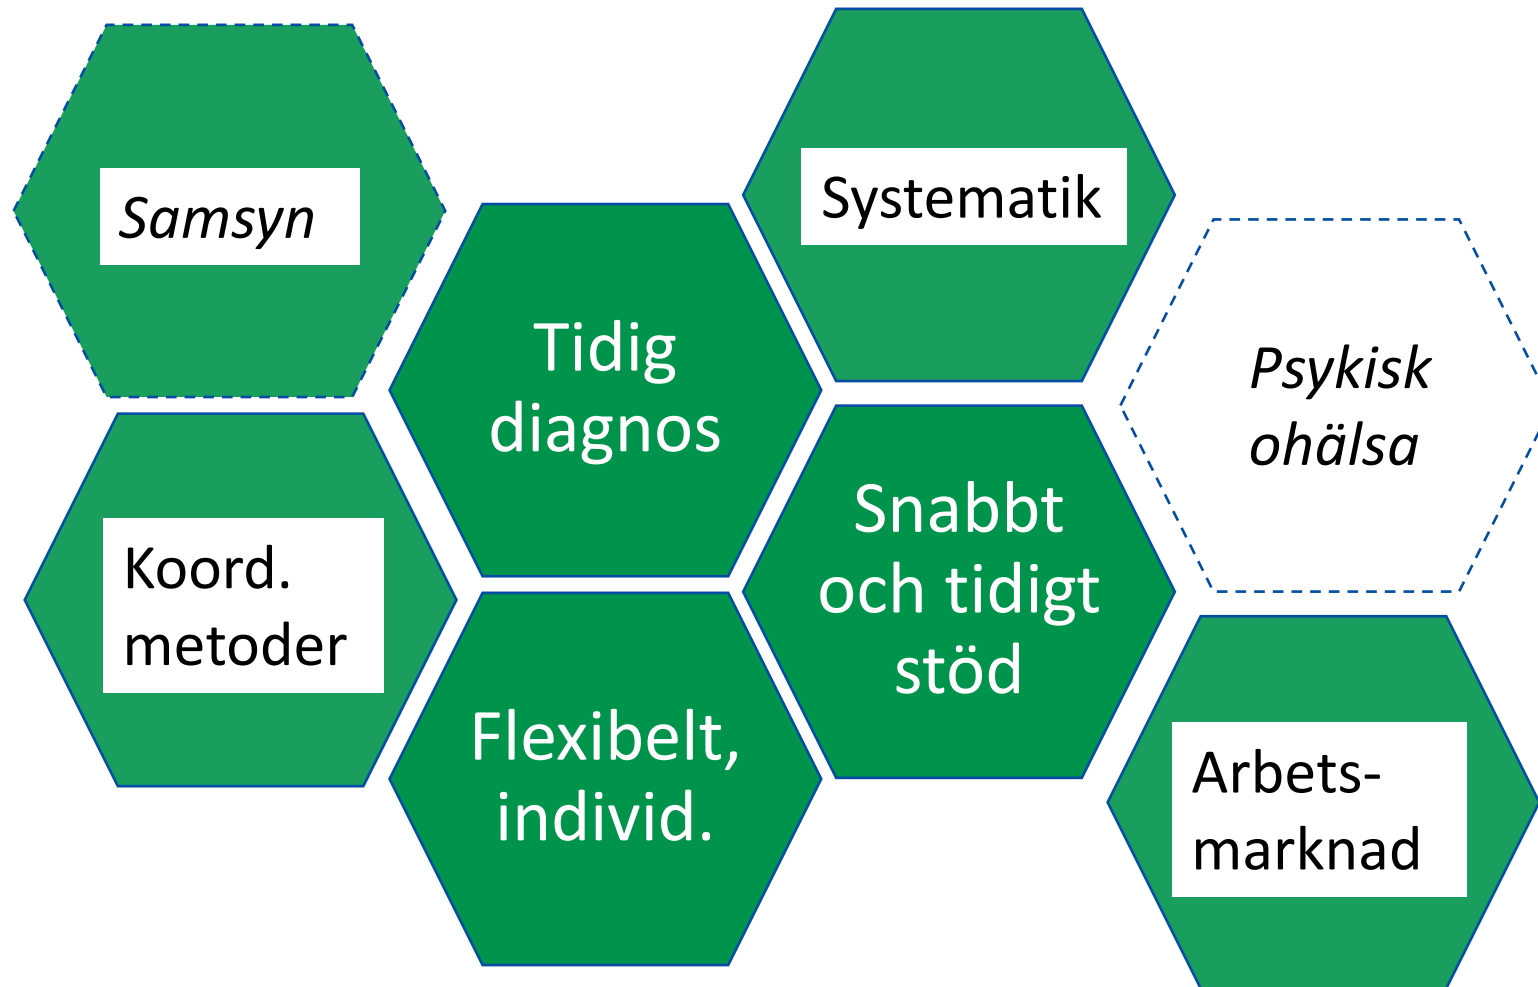 Samsyn
Systematik
Tidig
diagnos
Psykisk
ohälsa
Koord.
metoder
Snabbt
och tidigt
stöd
Flexibelt,
individ.
Arbets-
marknad